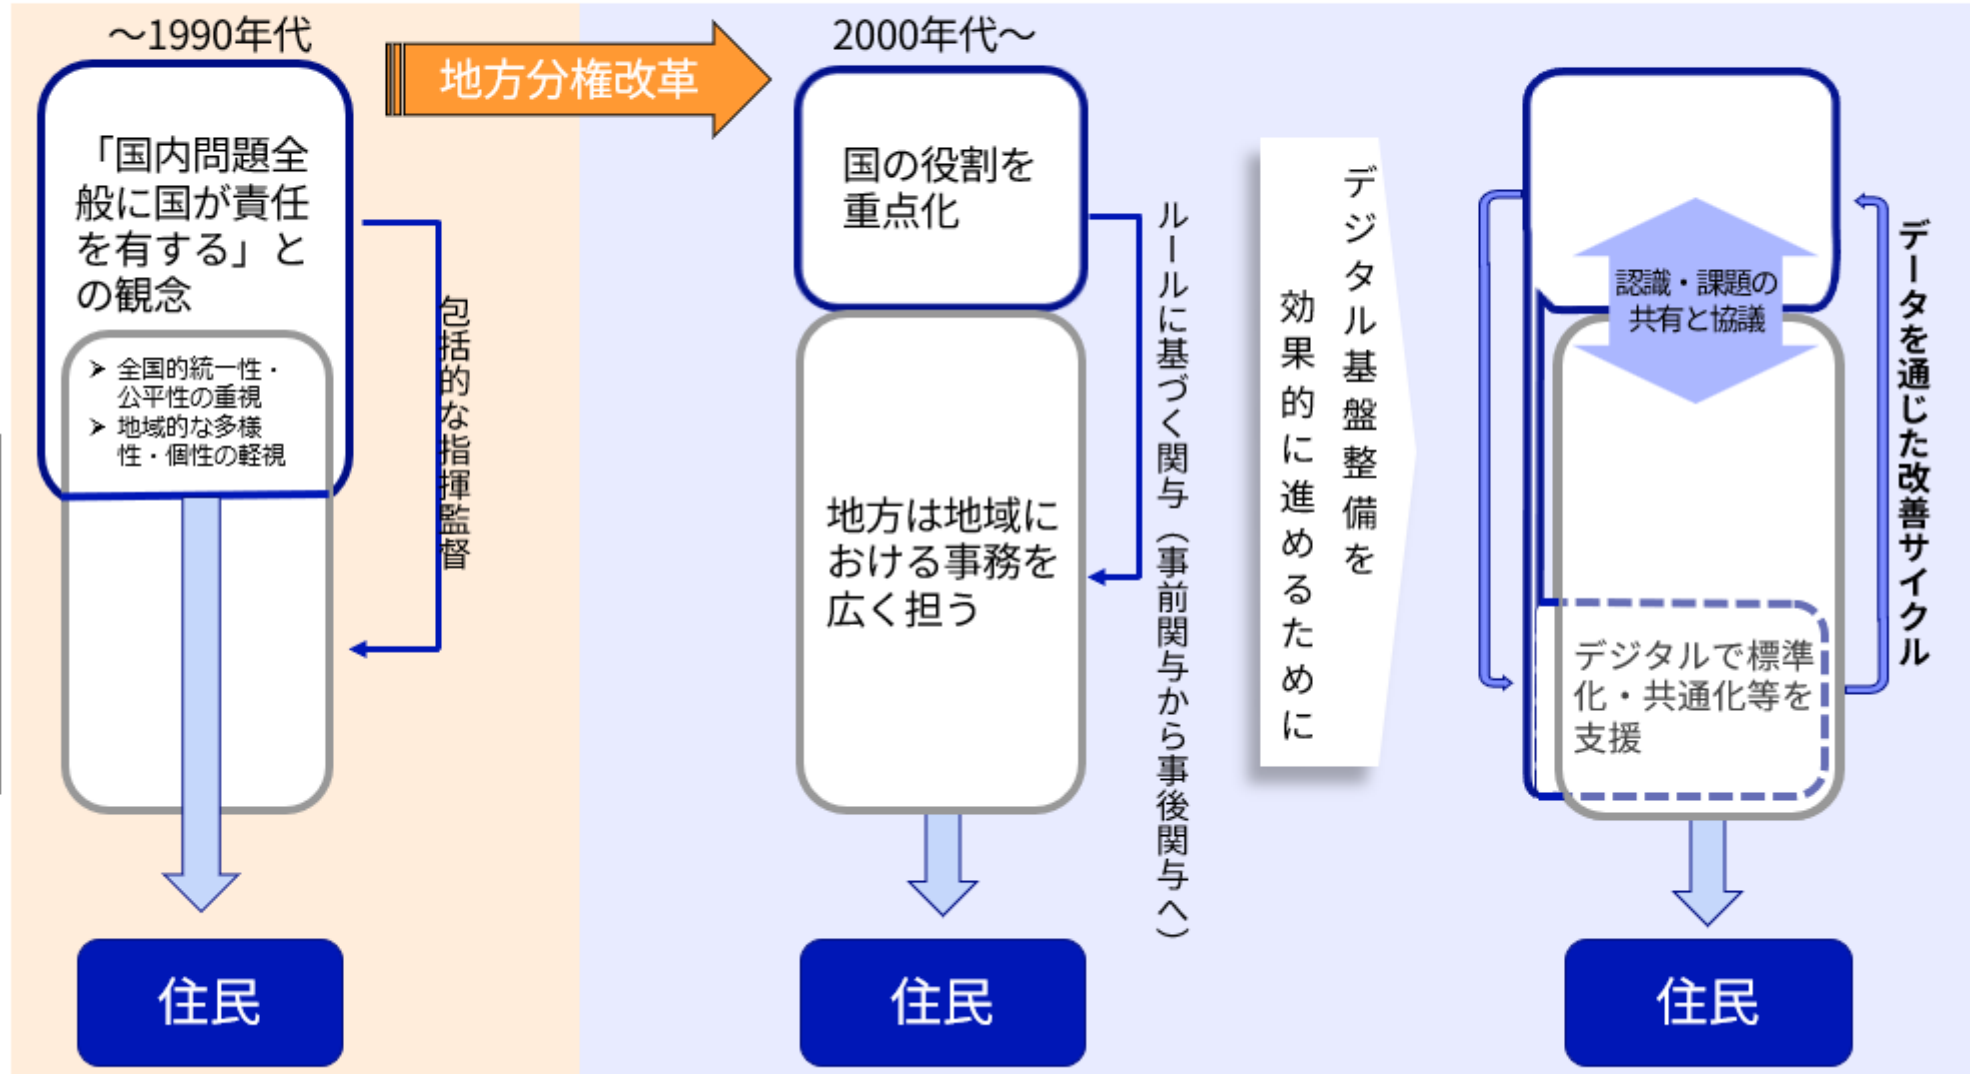 ～1990年代
地方分権改革
2000年代～
「国内問題全
般に国が責任
を有する」と
の観念
➢ 全国的統一性・
公平性の重視
➢ 地域的な多様
性・個性の軽視
包括的な指揮監督
住民
国の役割を
重点化
地方は地域に
おける事務を
広く担う
ルールに基づく関与（事前関与から事後関与へ）
住民
デジタル基盤整備を
効果的に進めるために
認識・課題の
共有と協議
デジタルで標準
化・共通化等を
支援
データを通じた改善サイクル
住民